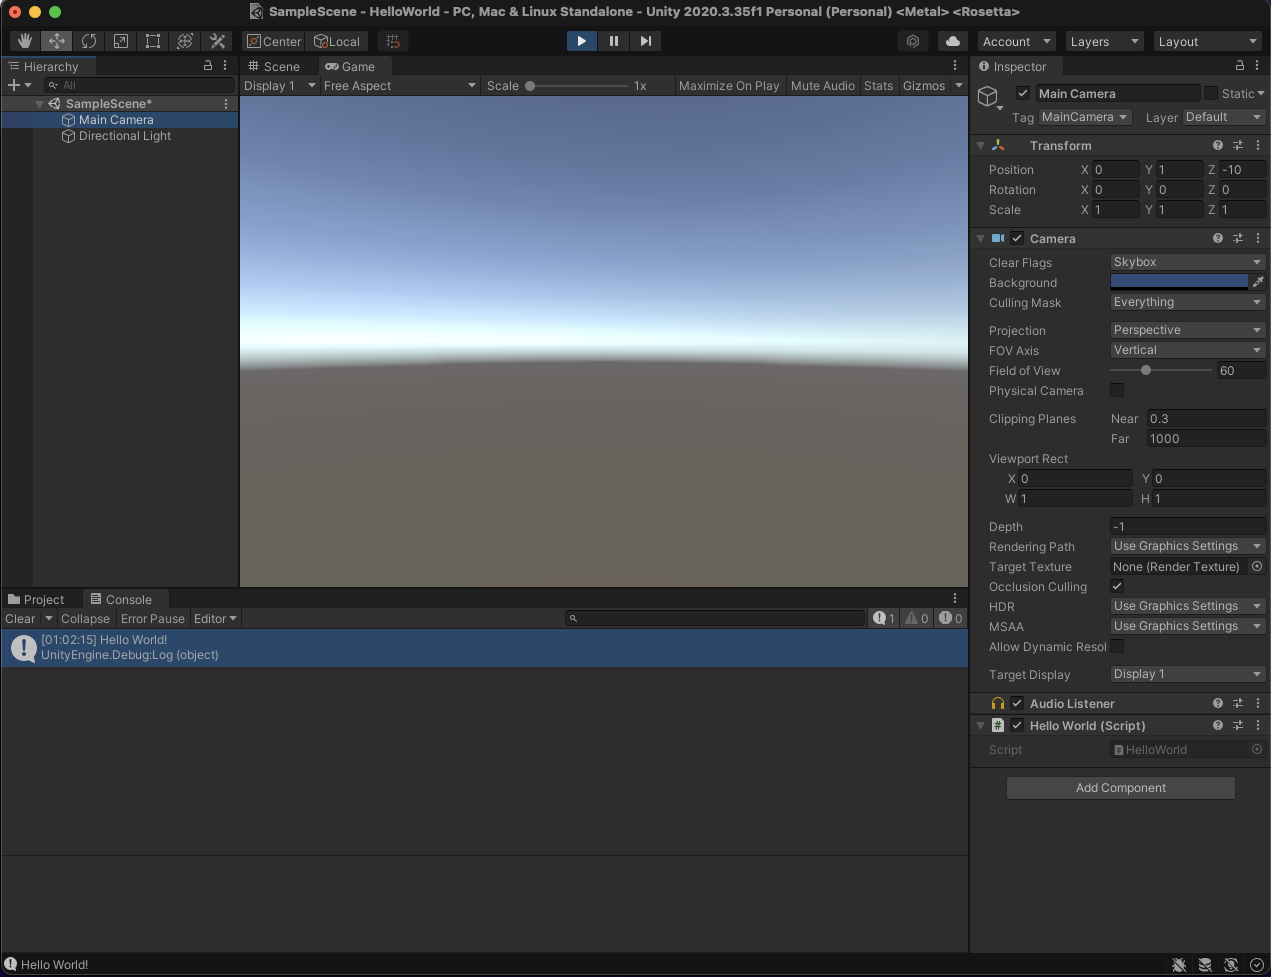 SampleScene - HelloWorld - PC, Mac & Linux Standalone - Unity 2020.3.35f1 Personal (Personal) <Metal> <Rosetta>
Center Local
Account Layers Layout
Hierarchy
All
SampleScene*
Main Camera
Directional Light
Scene Game
Display 1 Free Aspect Scale 1x Maximize On Play Mute Audio Stats Gizmos
Inspector
Main Camera Static
Tag MainCamera Layer Default
Transform
Position X 0 Y 1 Z -10
Rotation X 0 Y 0 Z 0
Scale X 1 Y 1 Z 1
Camera
Clear Flags Skybox
Background
Culling Mask Everything
Projection Perspective
FOV Axis Vertical
Field of View 60
Physical Camera
Clipping Planes Near 0.3
Far 1000
Viewport Rect
X 0 Y 0
W 1 H 1
Depth -1
Rendering Path Use Graphics Settings
Target Texture None (Render Texture)
Occlusion Culling
HDR Use Graphics Settings
MSAA Use Graphics Settings
Allow Dynamic Resol
Target Display Display 1
Audio Listener
# Hello World (Script)
Script # HelloWorld
Add Component
Project Console
Clear Collapse Error Pause Editor 1 0 0
[01:02:15] Hello World!
UnityEngine.Debug:Log (object)
Hello World!